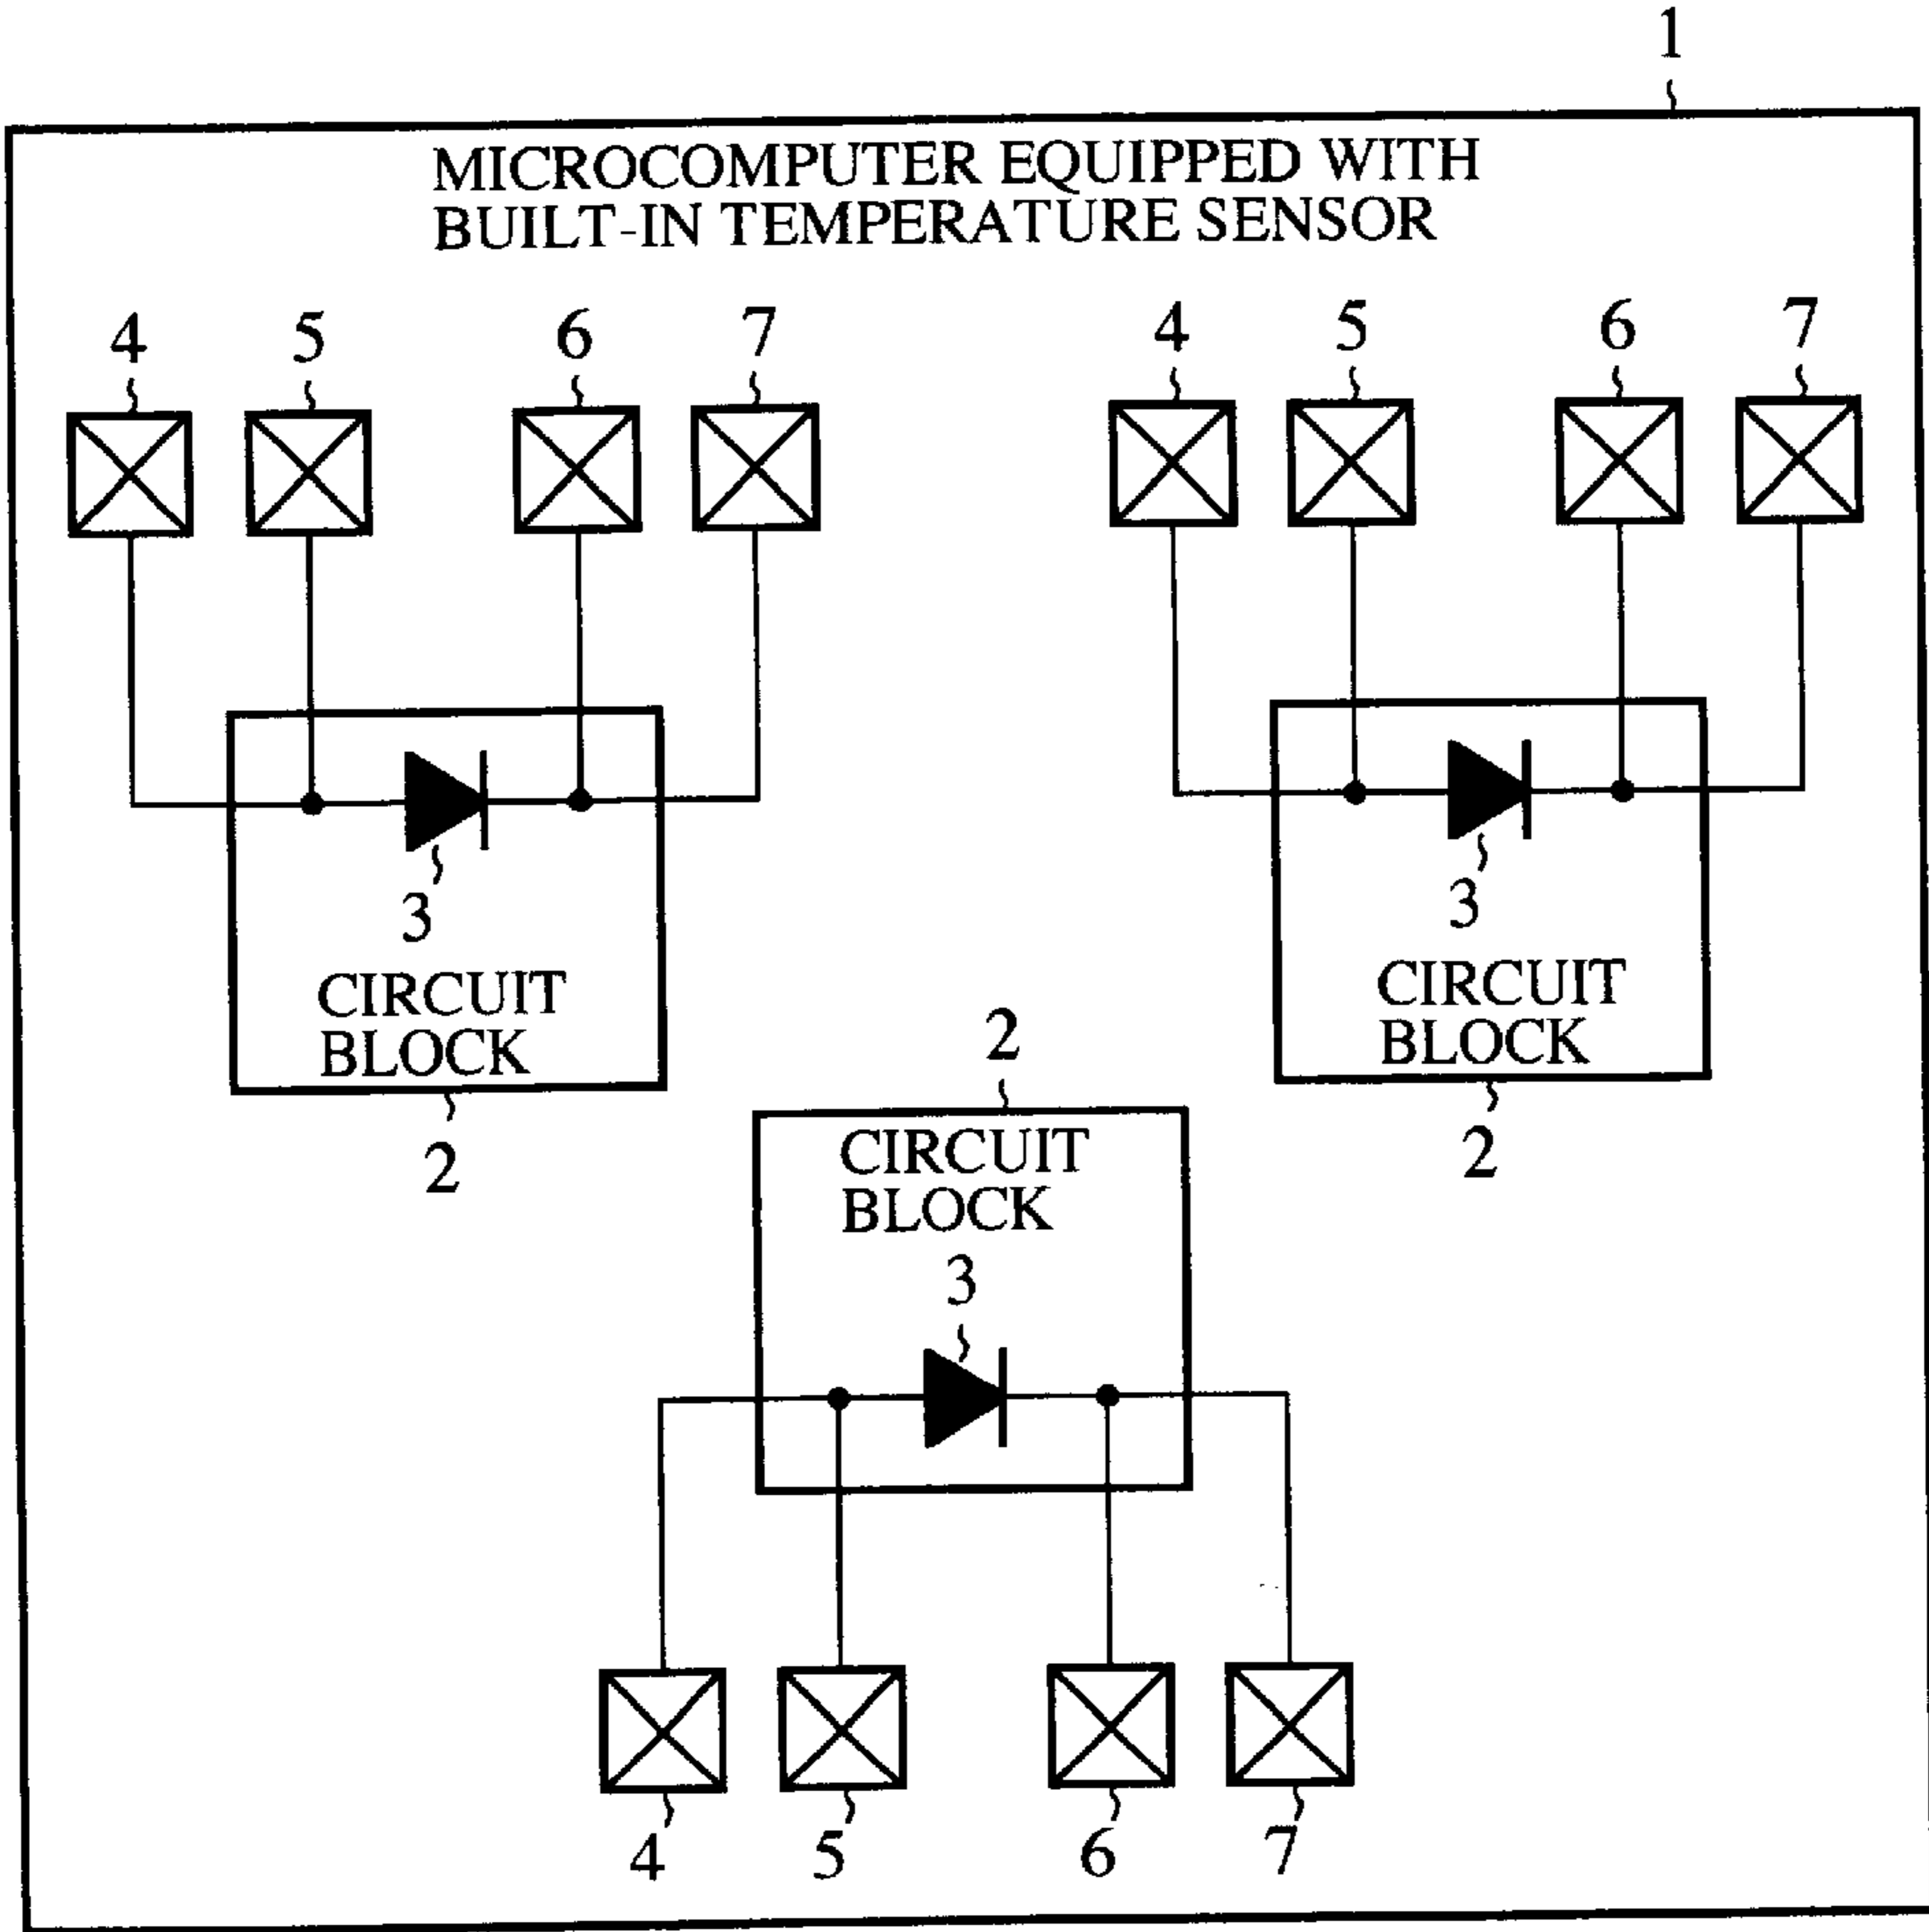 1
MICROCOMPUTER EQUIPPED WITH
BUILT-IN TEMPERATURE SENSOR
4 5 6 7 4 5 6 7
3 3
CIRCUIT
BLOCK
CIRCUIT
BLOCK
2
2 2
CIRCUIT
BLOCK
3
4 5 6 7